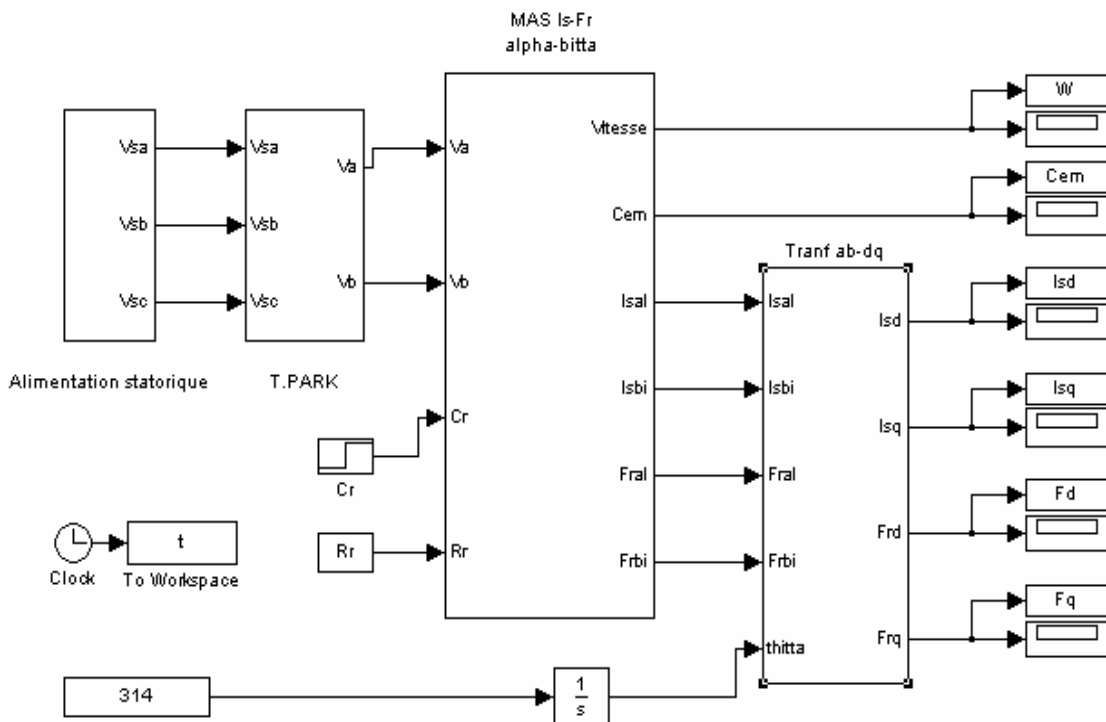 MAS Is-Fr
alpha-bitta
Vsa
Vsb
Vsc
Alimentation statorique
Vsa
Vsb
Vsc
Va
Vb
T.PARK
Va
Vb
Cr
Rr
Vitesse
Cem
Isal
Isbi
Fral
Frbi
Cr
Rr
Clock
t
To Workspace
314
1
s
Tranf ab-dq
Isal
Isbi
Fral
Frbi
thitta
Isd
Isq
Frd
Frq
W
Cem
Isd
Isq
Fd
Fq